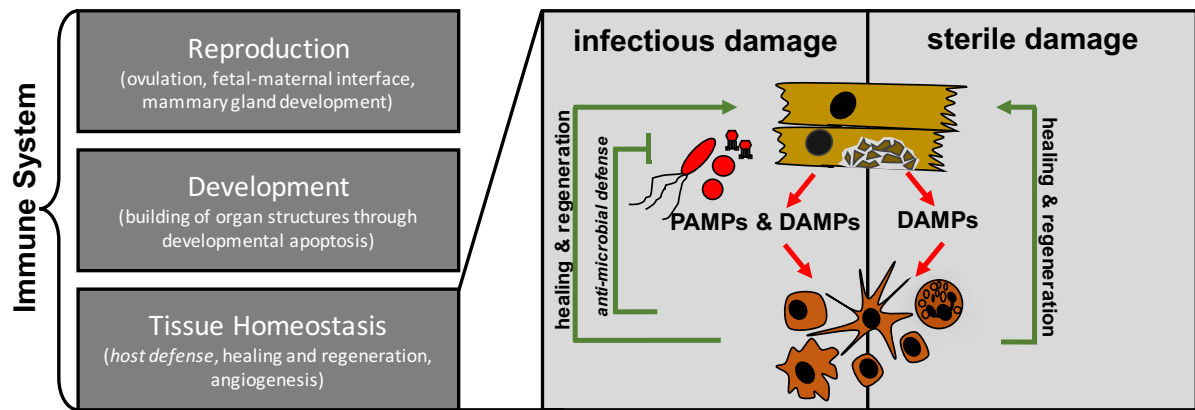 Immune System
Reproduction
(ovulation, fetal-maternal interface,
mammary gland development)
Development
(building of organ structures through
developmental apoptosis)
Tissue Homeostasis
(host defense, healing and regeneration,
angiogenesis)
infectious damage
sterile damage
healing & regeneration
anti-microbial defense
PAMPs & DAMPs
DAMPs
healing & regeneration